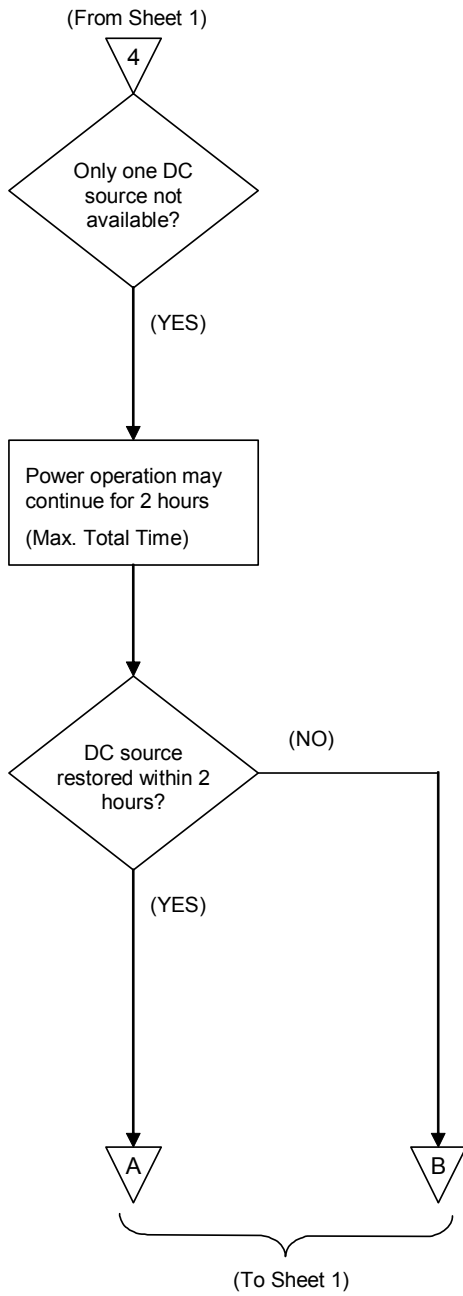 (From Sheet 1)
4
Only one DC
source not
available?
(YES)
Power operation may
continue for 2 hours
(Max. Total Time)
DC source
restored within 2
hours?
(NO)
(YES)
A
B
(To Sheet 1)